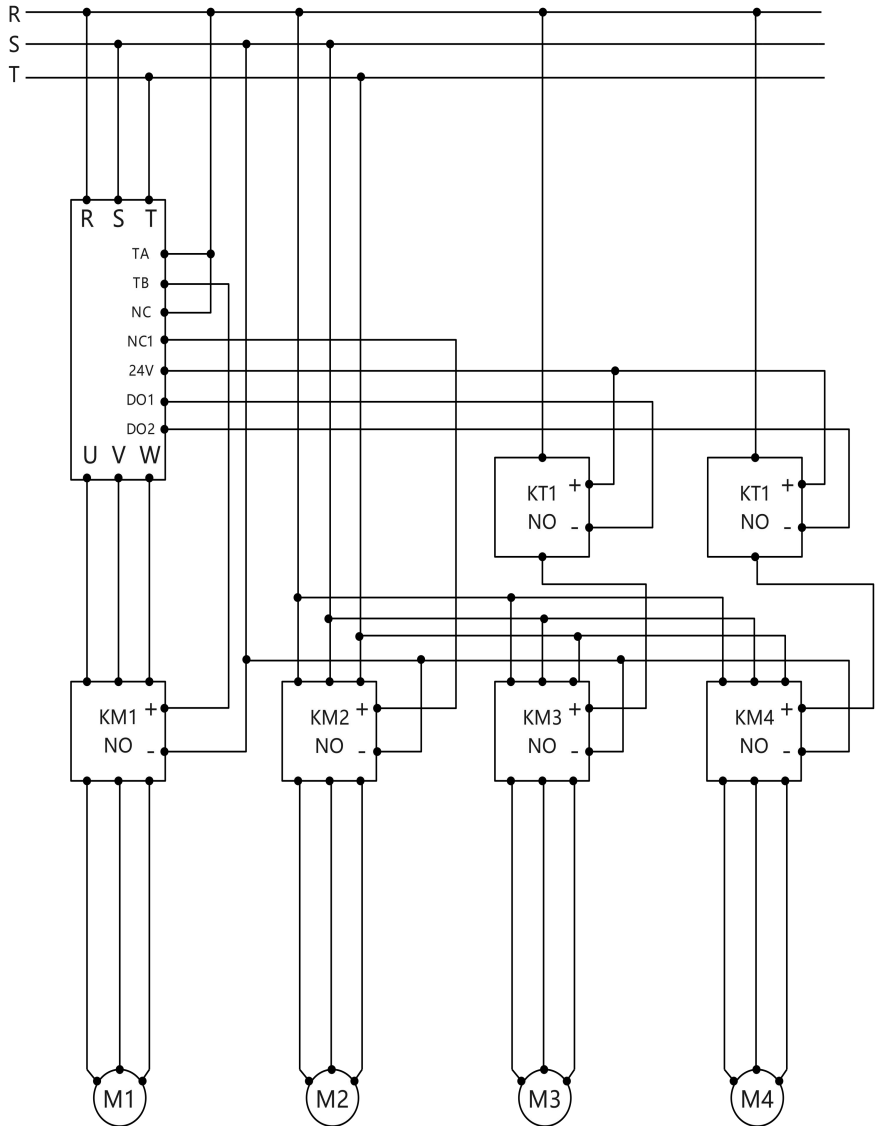 R
S
T
R S T
TA
TB
NC
NC1
24V
DO1
DO2
U V W
KT1 +
NO -
KT1 +
NO -
KM1 +
NO -
KM2 +
NO -
KM3 +
NO -
KM4 +
NO -
M1
M2
M3
M4